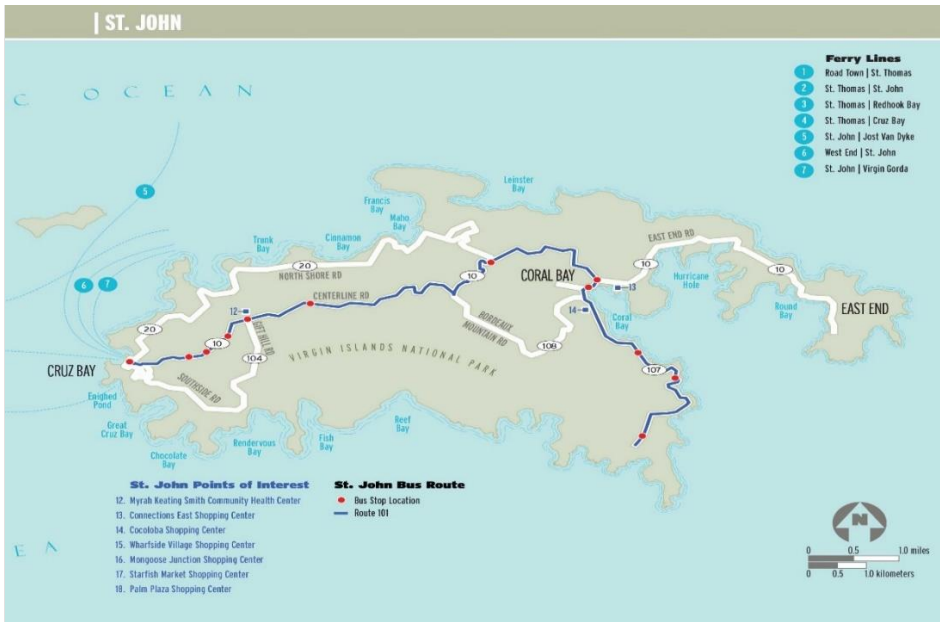 | ST. JOHN
C OCEAN
Ferry Lines
1 Road Town | St. Thomas
2 St. Thomas | St. John
3 St. Thomas | Redhook Bay
4 St. Thomas | Cruz Bay
5 St. John | Jost Van Dyke
6 West End | St. John
7 St. John | Virgin Gorda
5
6 7
Leinster
Bay
Francis
Bay
Maho
Bay
Cinnamon
Bay
Trunk
Bay
20
NORTH SHORE RD
EAST END RD
10
10
CORAL BAY
10
Hurricane
Hole
13
CENTERLINE RD
12
14
Coral
Bay
Round
Bay
EAST END
20
10
GIFT HILL RD
104
BORDEAUX
MOUNTAIN RD
108
VIRGIN ISLANDS NATIONAL PARK
107
CRUZ BAY
SOUTHSIDE RD
Enighed
Pond
Great
Cruz Bay
Chocolate
Bay
Rendervous
Bay
Fish
Bay
Reef
Bay
St. John Points of Interest
12. Myrah Keating Smith Community Health Center
13. Connections East Shopping Center
14. Cocoloba Shopping Center
15. Wharfside Village Shopping Center
16. Mongoose Junction Shopping Center
17. Starfish Market Shopping Center
18. Palm Plaza Shopping Center
St. John Bus Route
Bus Stop Location
Route 101
E A
N
0 0.5 1.0 miles
0 0.5 1.0 kilometers